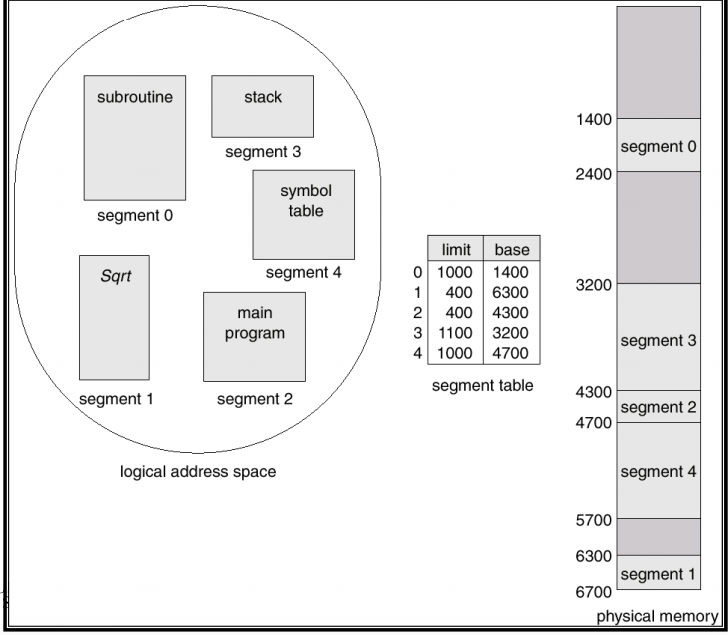 subroutine
segment 0
stack
segment 3
symbol
table
segment 4
Sqrt
segment 1
main
program
segment 2
logical address space
limit base
0 1000 1400
1 400 6300
2 400 4300
3 1100 3200
4 1000 4700
segment table
1400
segment 0
2400
3200
segment 3
4300
segment 2
4700
segment 4
5700
6300
segment 1
6700
physical memory